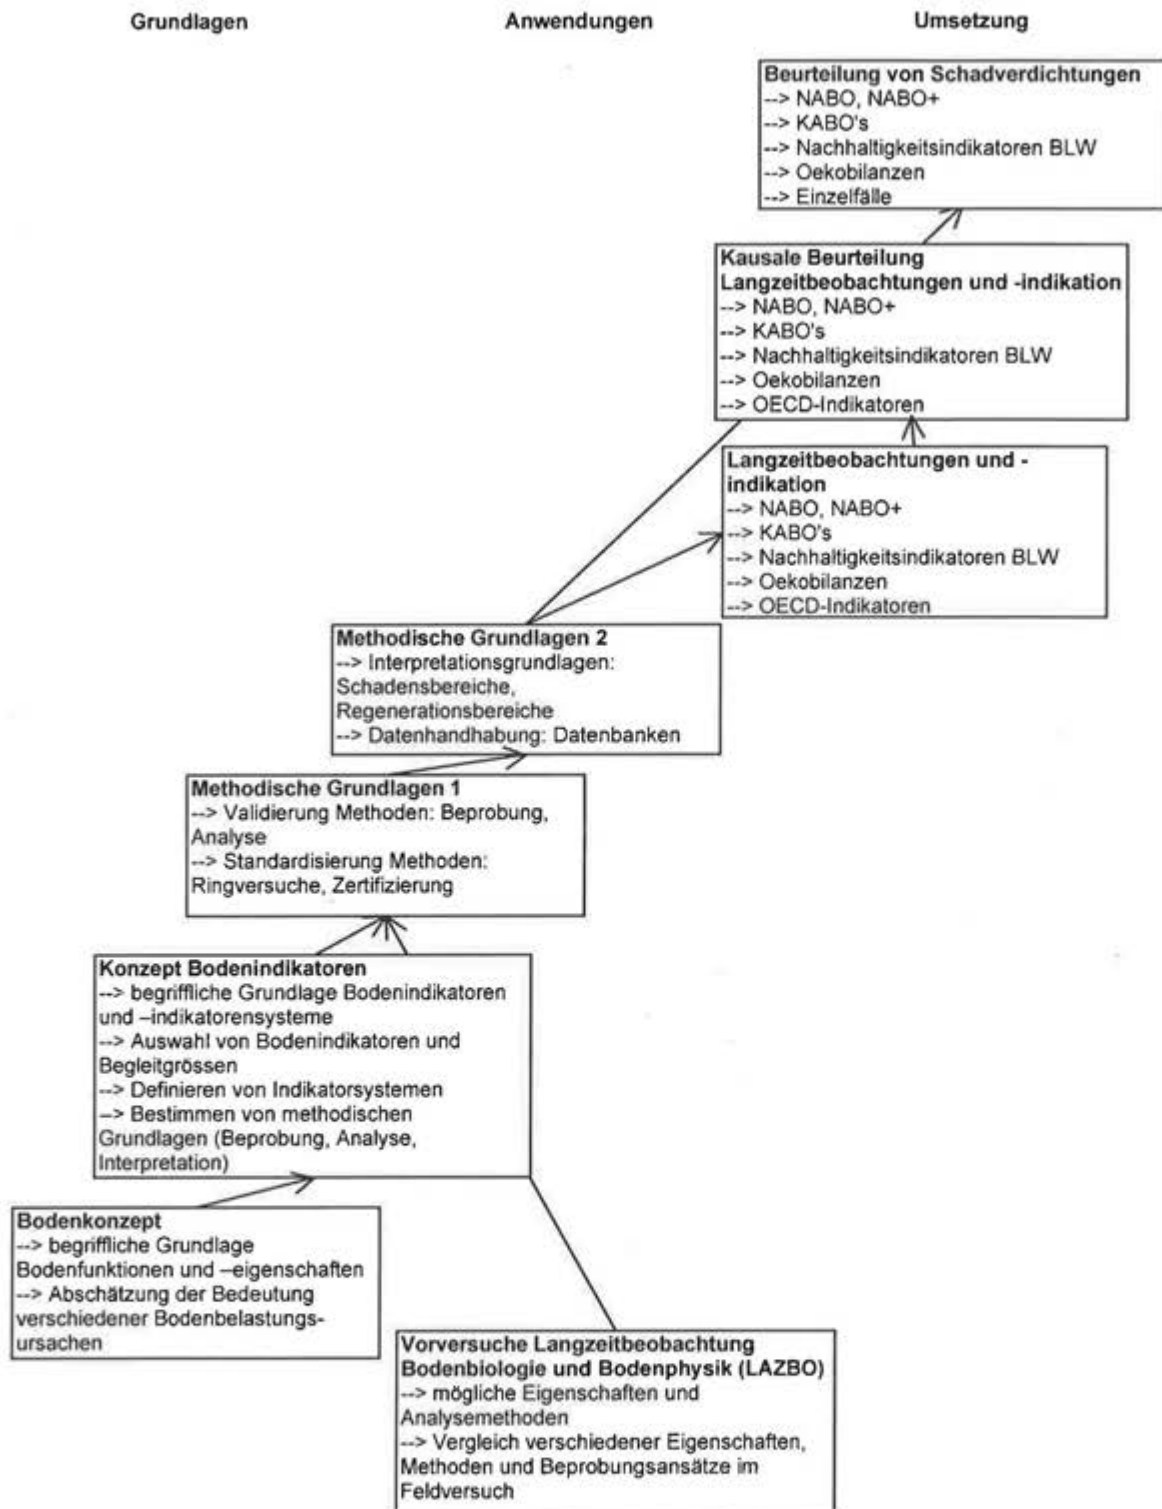 Grundlagen Anwendungen Umsetzung
Beurteilung von Schadverdichtungen
--> NABO, NABO+
--> KABO's
--> Nachhaltigkeitsindikatoren BLW
--> Oekobilanzen
--> Einzelfälle
Kausale Beurteilung
Langzeitbeobachtungen und -indikation
--> NABO, NABO+
--> KABO's
--> Nachhaltigkeitsindikatoren BLW
--> Oekobilanzen
--> OECD-Indikatoren
Langzeitbeobachtungen und -
indikation
--> NABO, NABO+
--> KABO's
--> Nachhaltigkeitsindikatoren BLW
--> Oekobilanzen
--> OECD-Indikatoren
Methodische Grundlagen 2
--> Interpretationsgrundlagen:
Schadensbereiche,
Regenerationsbereiche
--> Datenhandhabung: Datenbanken
Methodische Grundlagen 1
--> Validierung Methoden: Beprobung,
Analyse
--> Standardisierung Methoden:
Ringversuche, Zertifizierung
Konzept Bodenindikatoren
--> begriffliche Grundlage Bodenindikatoren
und –indikatorensysteme
--> Auswahl von Bodenindikatoren und
Begleitgrössen
--> Definieren von Indikatorsystemen
–> Bestimmen von methodischen
Grundlagen (Beprobung, Analyse,
Interpretation)
Bodenkonzept
--> begriffliche Grundlage
Bodenfunktionen und –eigenschaften
--> Abschätzung der Bedeutung
verschiedener Bodenbelastungs-
ursachen
Vorversuche Langzeitbeobachtung
Bodenbiologie und Bodenphysik (LAZBO)
--> mögliche Eigenschaften und
Analysemethoden
--> Vergleich verschiedener Eigenschaften,
Methoden und Beprobungsansätze im
Feldversuch